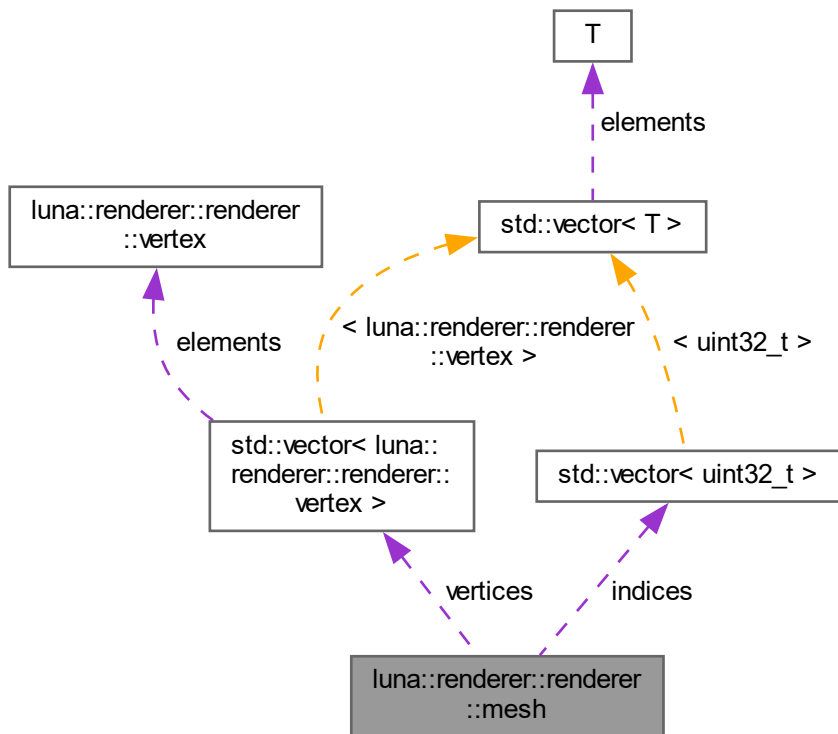 T
elements
luna::renderer::renderer
::vertex
std::vector< T >
elements
< luna::renderer::renderer
::vertex >
< uint32_t >
std::vector< luna::
renderer::renderer::
vertex >
std::vector< uint32_t >
vertices
indices
luna::renderer::renderer
::mesh